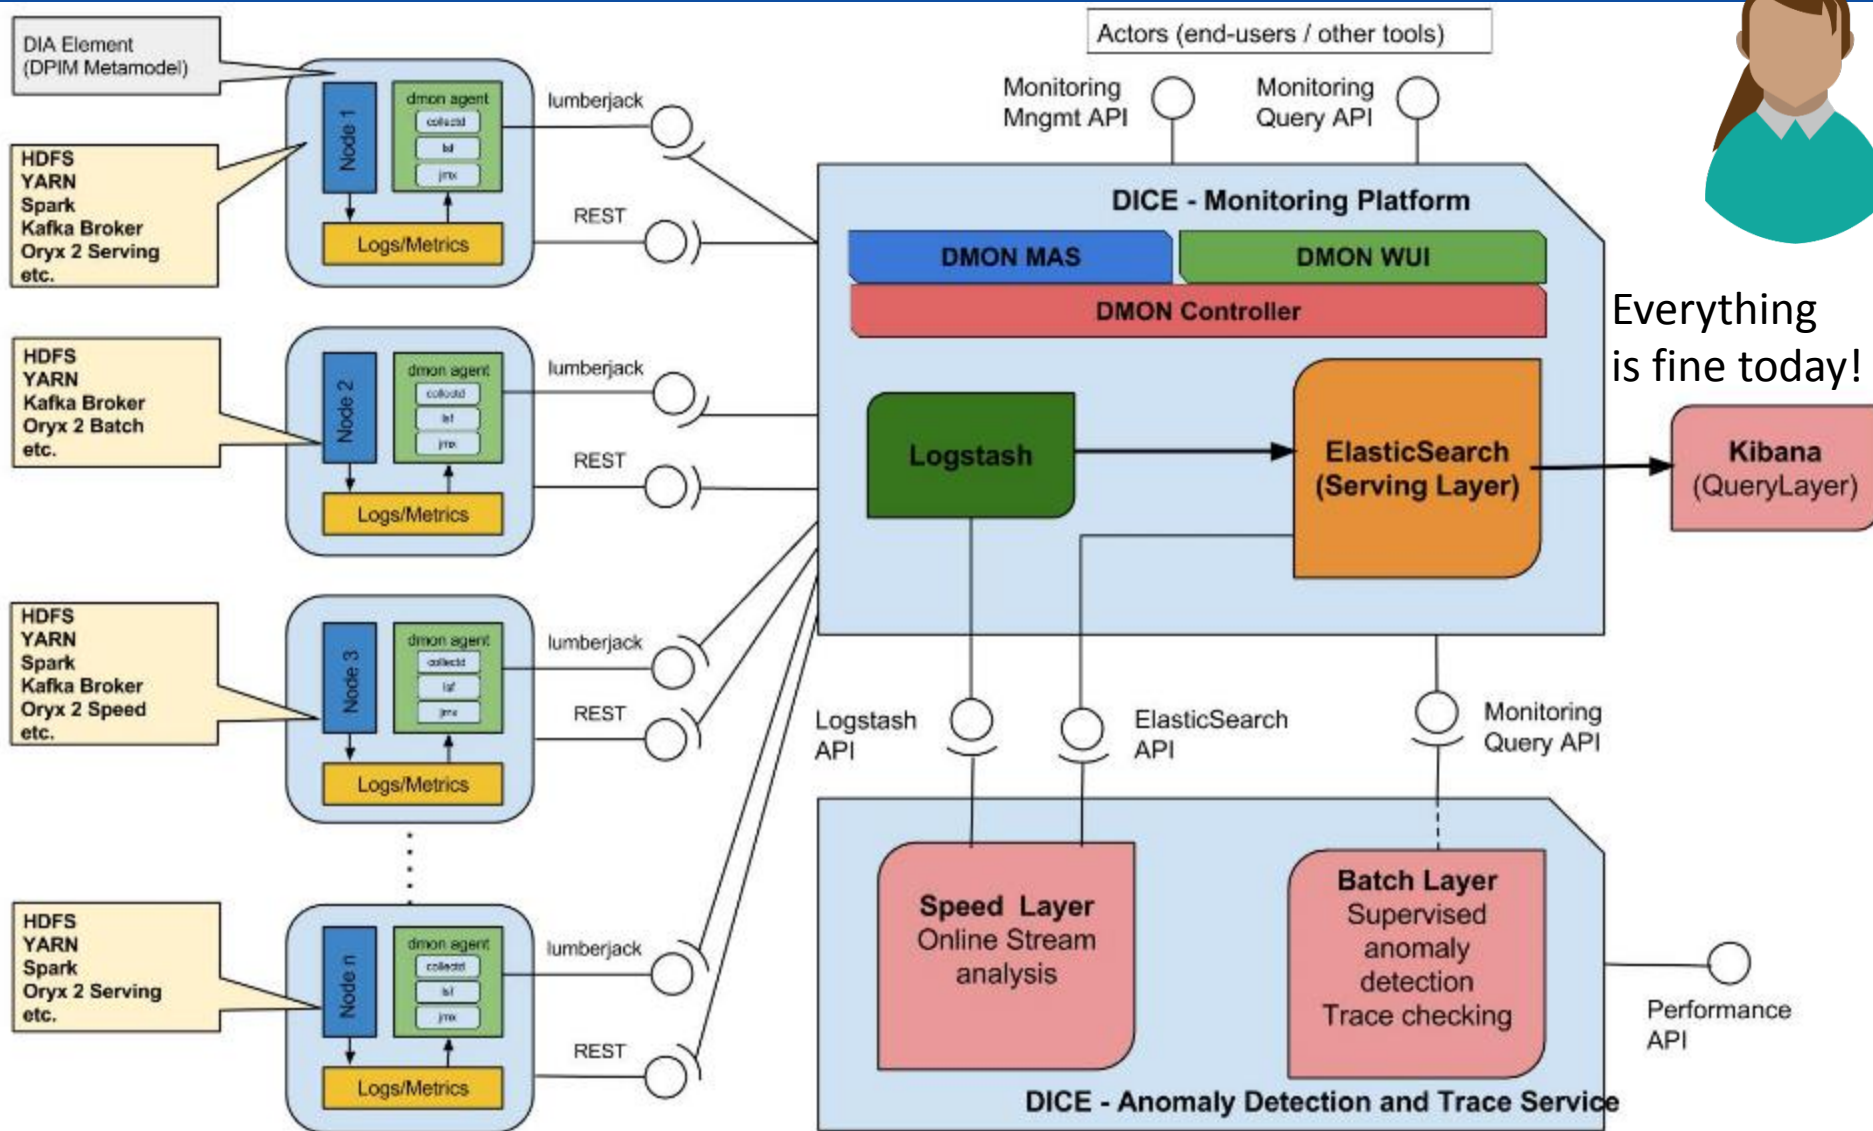 DIA Element
(DPIM Metamodel)
HDFS
YARN
Spark
Kafka Broker
Oryx 2 Serving
etc.
Node 1
dmon agent
collectd
lsf
jmx
Logs/Metrics
lumberjack
REST
HDFS
YARN
Kafka Broker
Oryx 2 Batch
etc.
Node 2
dmon agent
collectd
lsf
jmx
Logs/Metrics
lumberjack
REST
HDFS
YARN
Spark
Kafka Broker
Oryx 2 Speed
etc.
Node 3
dmon agent
collectd
lsf
jmx
Logs/Metrics
lumberjack
REST
HDFS
YARN
Spark
Oryx 2 Serving
etc.
Node n
dmon agent
collectd
lsf
jmx
Logs/Metrics
lumberjack
REST
Actors (end-users / other tools)
Monitoring
Mngmt API
Monitoring
Query API
DICE - Monitoring Platform
DMON MAS
DMON WUI
DMON Controller
Logstash
ElasticSearch
(Serving Layer)
Everything
is fine today!
Kibana
(QueryLayer)
Logstash
API
ElasticSearch
API
Monitoring
Query API
Speed Layer
Online Stream
analysis
Batch Layer
Supervised
anomaly
detection
Trace checking
Performance
API
DICE - Anomaly Detection and Trace Service